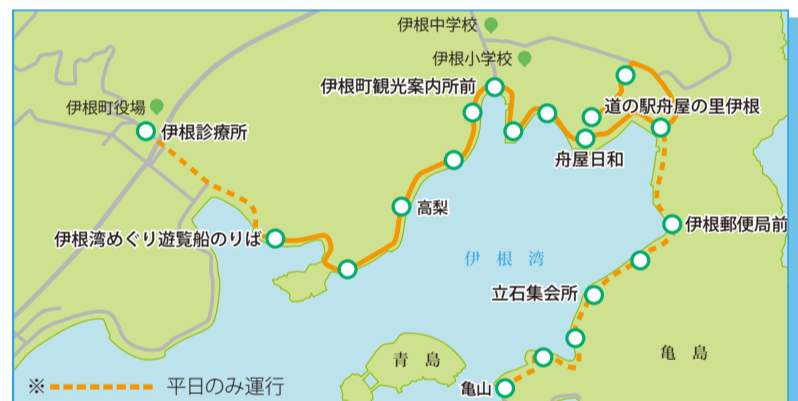 伊根中学校
伊根小学校
伊根町観光案内所前
伊根町役場
道の駅舟屋の里伊根
伊根診療所
舟屋日和
高梨
伊根郵便局前
伊根湾めぐり遊覧船のりば
伊根湾
立石集会所
青島
亀島
※ 平日のみ運行
亀山